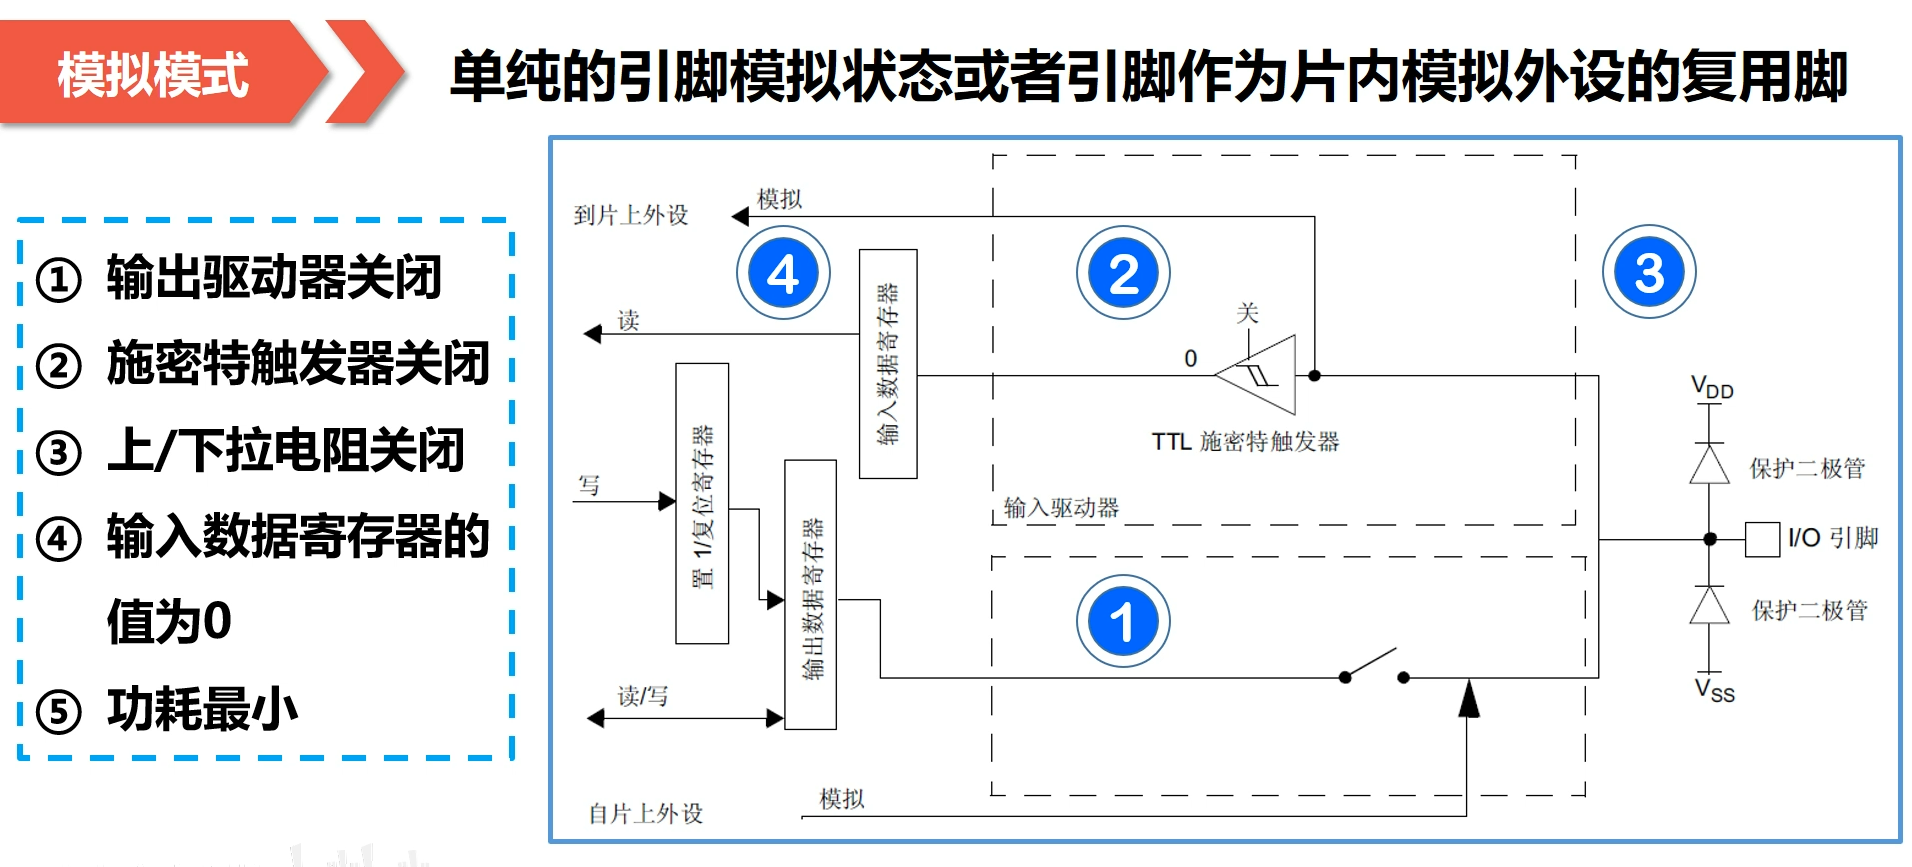 模拟模式
单纯的引脚模拟状态或者引脚作为片内模拟外设的复用脚
① 输出驱动器关闭
② 施密特触发器关闭
③ 上/下拉电阻关闭
④ 输入数据寄存器的
值为0
⑤ 功耗最小
到片上外设
模拟
4
2
3
读
输入数据寄存器
关
0
TTL 施密特触发器
VDD
保护二极管
写
置 1/复位寄存器
输出数据寄存器
输入驱动器
I/O 引脚
1
保护二极管
读/写
VSS
自片上外设
模拟